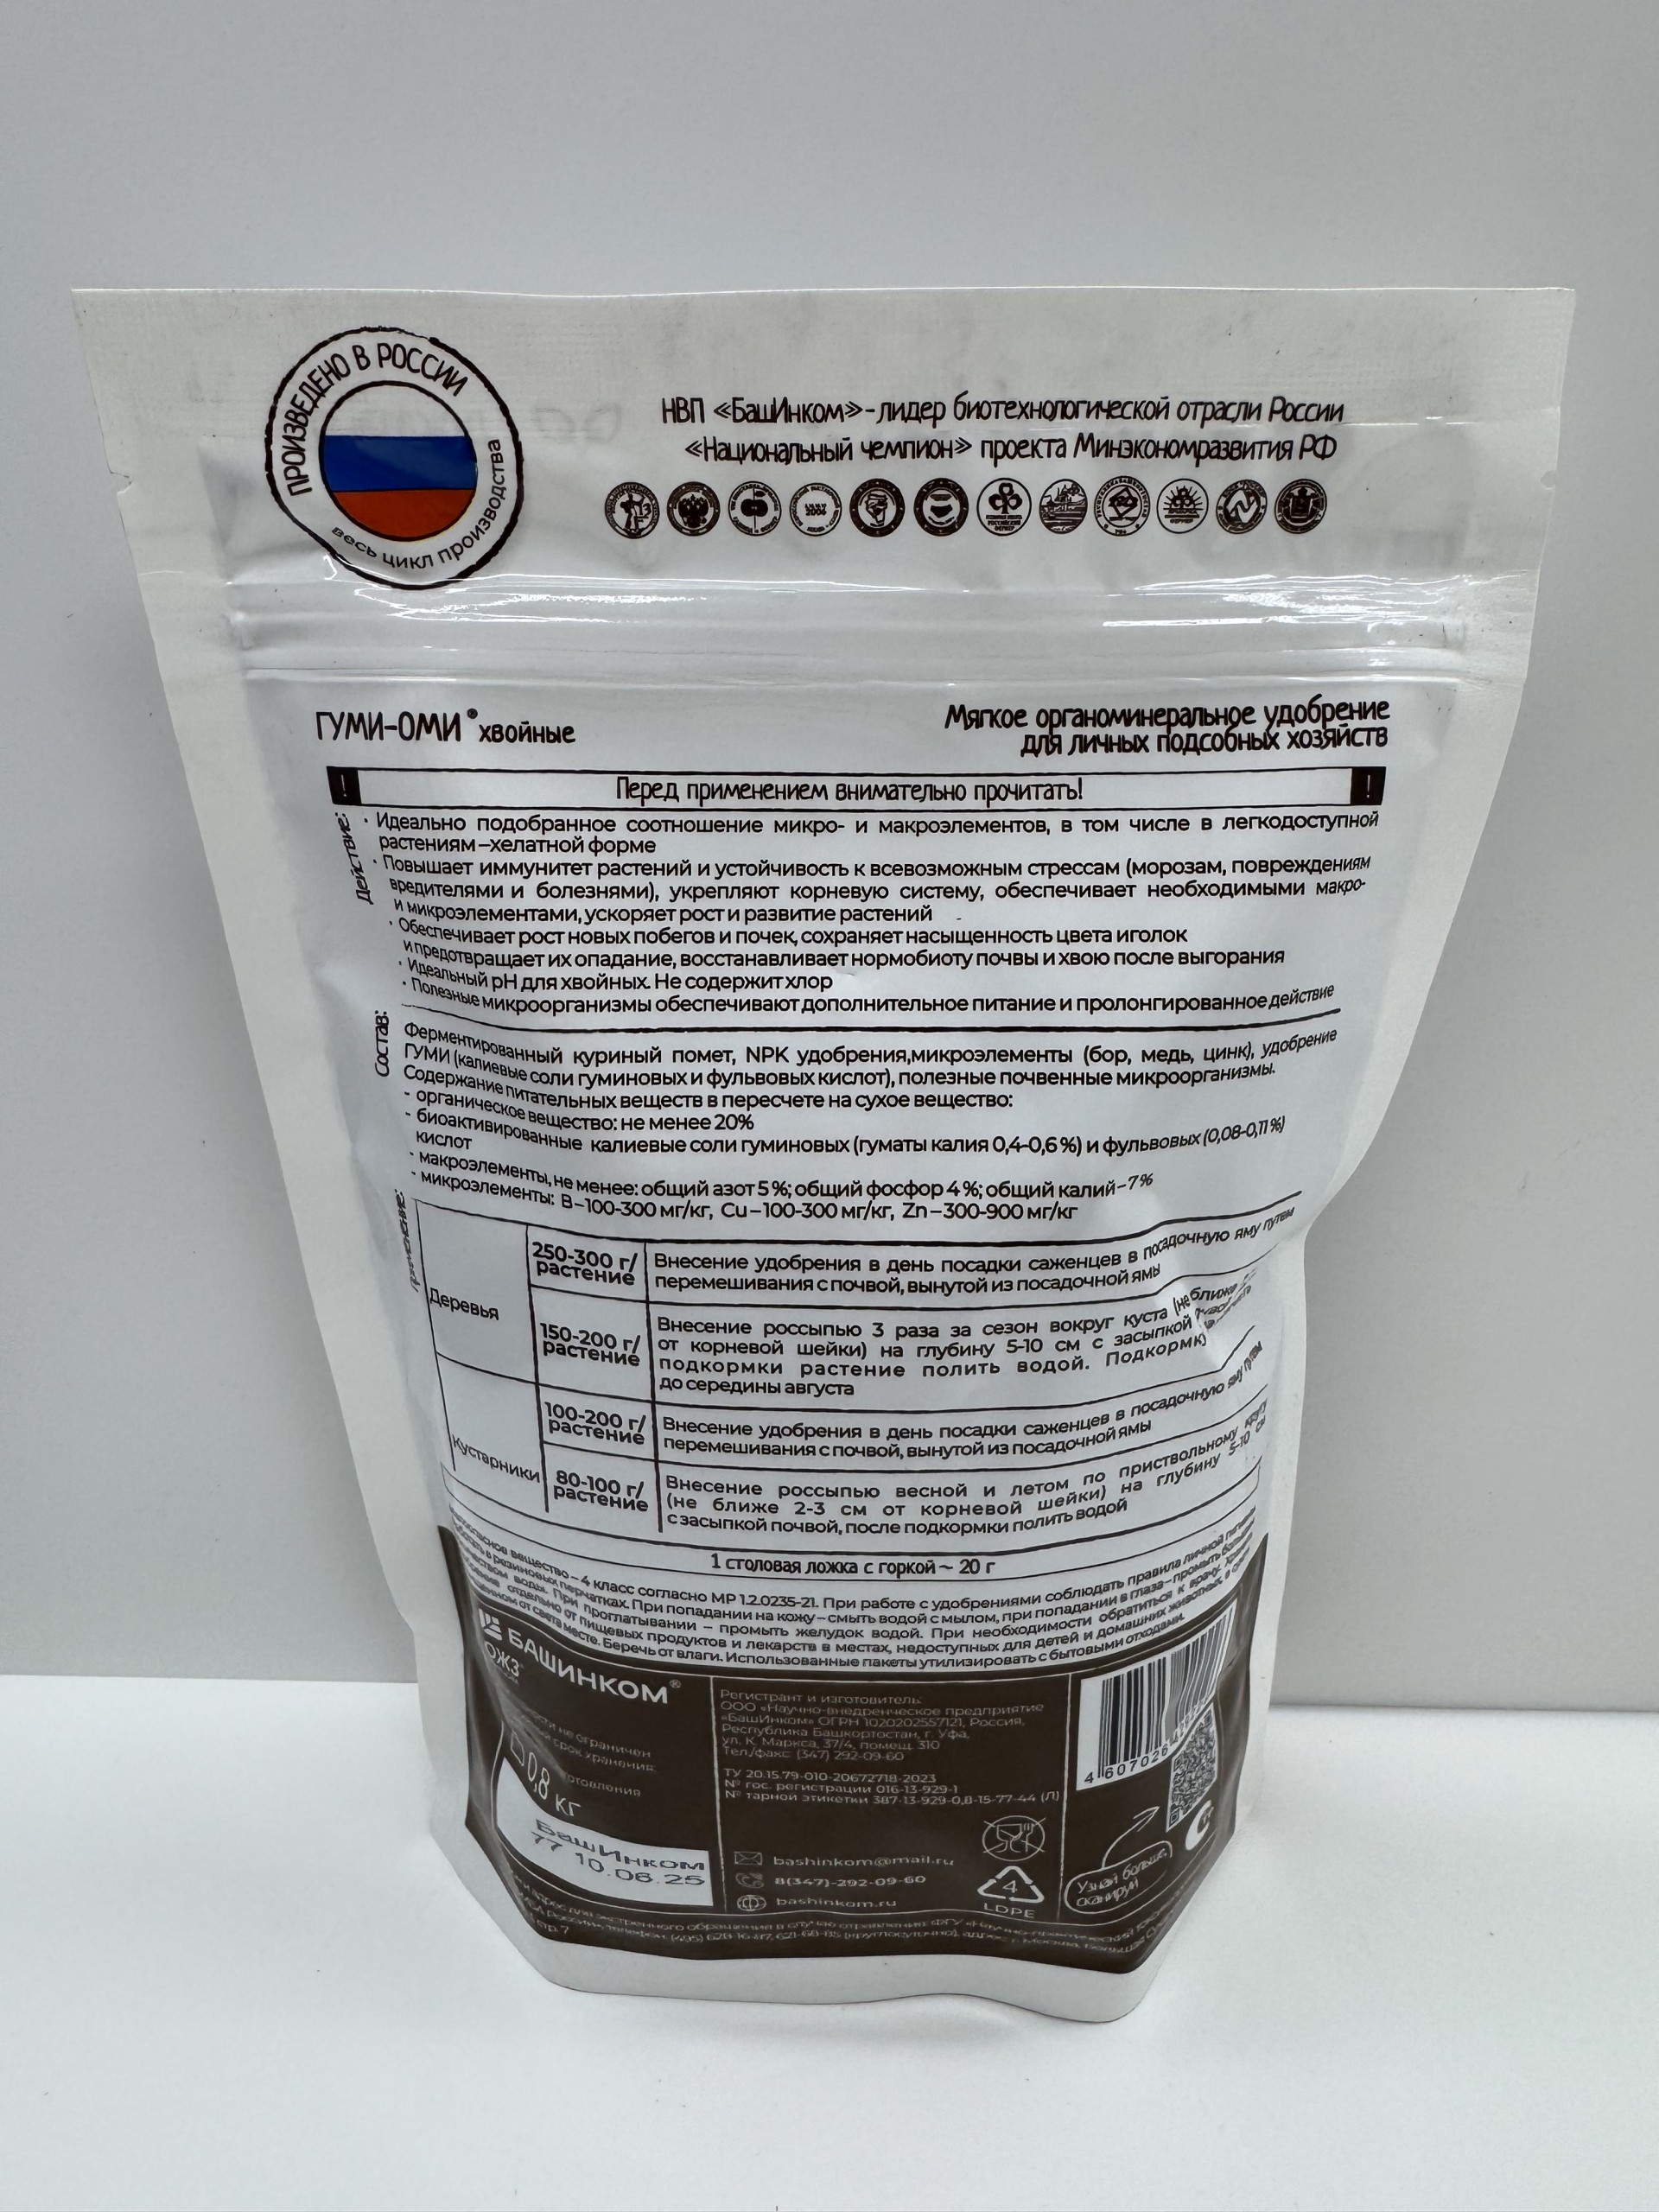 ПРОИЗВЕДЕНО В РОССИИ
весь цикл производства
НВП «БашИнком»-лидер биотехнологической отрасли России
«Национальный чемпион» проекта Минэкономразвития РФ
ГУМИ-ОМИ® хвойные
Мягкое органоминеральное удобрение
для личных подсобных хозяйств
! Перед применением внимательно прочитать! !
Действие:
· Идеально подобранное соотношение микро- и макроэлементов, в том числе в легкодоступной
растениям–хелатной форме
· Повышает иммунитет растений и устойчивость к всевозможным стрессам (морозам, повреждениям
вредителями и болезнями), укрепляют корневую систему, обеспечивает необходимыми макро-
и микроэлементами, ускоряет рост и развитие растений
· Обеспечивает рост новых побегов и почек, сохраняет насыщенность цвета иголок
и предотвращает их опадание, восстанавливает нормобиоту почвы и хвою после выгорания
· Идеальный pH для хвойных. Не содержит хлор
· Полезные микроорганизмы обеспечивают дополнительное питание и пролонгированное действие
Состав:
Ферментированный куриный помет, NPK удобрения,микроэлементы (бор, медь, цинк), удобрение
ГУМИ (калиевые соли гуминовых и фульвовых кислот), полезные почвенные микроорганизмы.
Содержание питательных веществ в пересчете на сухое вещество:
- органическое вещество: не менее 20%
- биоактивированные калиевые соли гуминовых (гуматы калия 0,4-0,6 %) и фульвовых (0,08-0,11 %)
кислот
- макроэлементы, не менее: общий азот 5 %; общий фосфор 4 %; общий калий–7 %
- микроэлементы: B–100-300 мг/кг, Cu–100-300 мг/кг, Zn–300-900 мг/кг
Применение:
Деревья
250-300 г/
растение
Внесение удобрения в день посадки саженцев в посадочную яму путем
перемешивания с почвой, вынутой из посадочной ямы
150-200 г/
растение
Внесение россыпью 3 раза за сезон вокруг куста (не ближе
от корневой шейки) на глубину 5-10 см с засыпкой
подкормки растение полить водой. Подкормку
до середины августа
Кустарники
100-200 г/
растение
Внесение удобрения в день посадки саженцев в посадочную яму путем
перемешивания с почвой, вынутой из посадочной ямы
80-100 г/
растение
Внесение россыпью весной и летом по приствольному кругу
(не ближе 2-3 см от корневой шейки) на глубину 5-10 см
с засыпкой почвой, после подкормки полить водой
1 столовая ложка с горкой ~ 20 г
вещество – 4 класс согласно МР 1.2.0235-21. При работе с удобрениями соблюдать правила личной гигиены
в резиновых перчатках. При попадании на кожу – смыть водой с мылом, при попадании в глаза – промыть
воды. При проглатывании – промыть желудок водой. При необходимости обратиться к врачу.
отдельно от пищевых продуктов и лекарств в местах, недоступных для детей и домашних животных, в
от света месте. Беречь от влаги. Использованные пакеты утилизировать с бытовыми отходами.
БАШИНКОМ®
ОЖЗ
не ограничен
срок хранения
0,8 кг
БашИнком
77 10.06.25
Регистрант и изготовитель:
ООО «Научно-внедренческое предприятие
«БашИнком» ОГРН 1020202557121, Россия,
Республика Башкортостан, г. Уфа,
ул. К. Маркса, 37/4, помещ. 310
Тел./факс: (347) 292-09-60
ТУ 20.15.79-010-20672718-2023
№ гос. регистрации 016-13-929-1
№ тарной этикетки 387-13-929-0,8-15-77-44 (Л)
bashinkom@mail.ru
8(347)-292-09-60
bashinkom.ru
4
LDPE
4 607026
Узнай больше,
сканируй